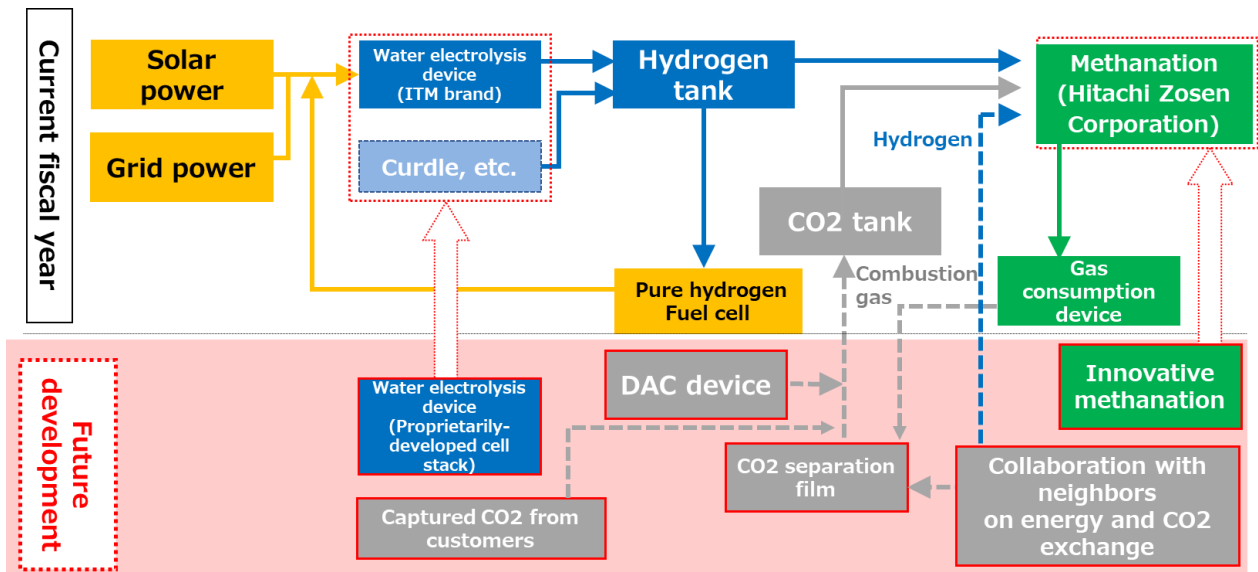 Current fiscal year
Solar
power
Grid power
Water electrolysis
device
(ITM brand)
Curdle, etc.
Hydrogen
tank
Methanation
(Hitachi Zosen
Corporation)
Hydrogen
CO2 tank
Combustion
gas
Pure hydrogen
Fuel cell
Gas
consumption
device
Future
development
Water electrolysis
device
(Proprietarily-
developed cell
stack)
DAC device
Innovative
methanation
CO2 separation
film
Collaboration with
neighbors
on energy and CO2
exchange
Captured CO2 from
customers